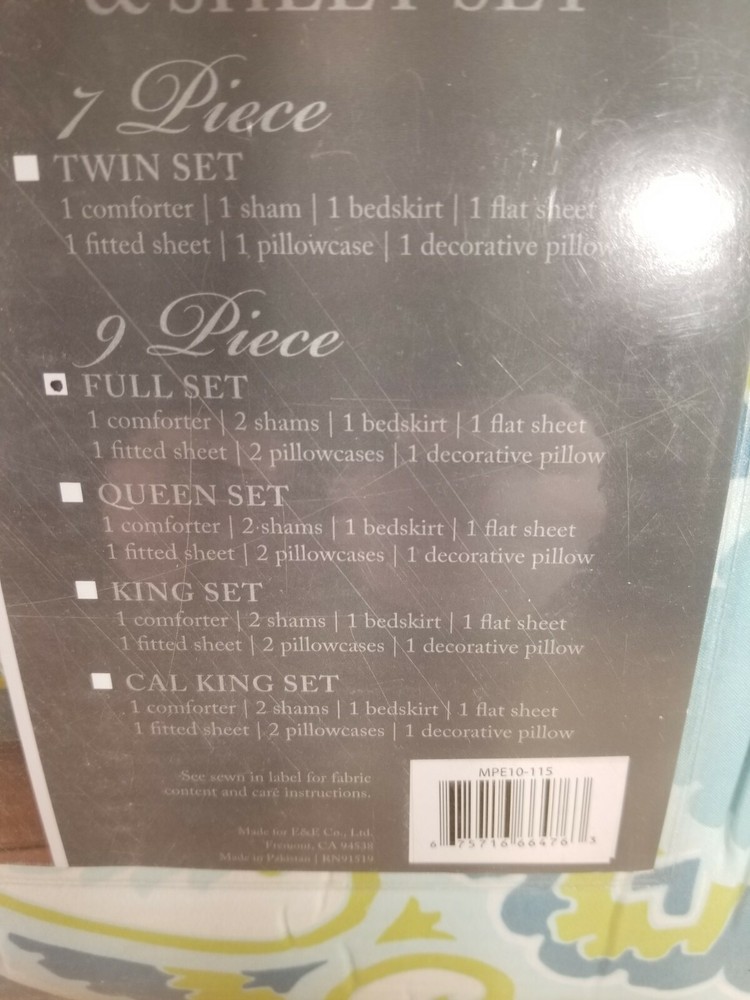 & SHEET SET
7 Piece
TWIN SET
1 comforter | 1 sham | 1 bedskirt | 1 flat sheet
1 fitted sheet | 1 pillowcase | 1 decorative pillow
9 Piece
FULL SET
1 comforter | 2 shams | 1 bedskirt | 1 flat sheet
1 fitted sheet | 2 pillowcases | 1 decorative pillow
QUEEN SET
1 comforter | 2 shams | 1 bedskirt | 1 flat sheet
1 fitted sheet | 2 pillowcases | 1 decorative pillow
KING SET
1 comforter | 2 shams | 1 bedskirt | 1 flat sheet
1 fitted sheet | 2 pillowcases | 1 decorative pillow
CAL KING SET
1 comforter | 2 shams | 1 bedskirt | 1 flat sheet
1 fitted sheet | 2 pillowcases | 1 decorative pillow
See sewn in label for fabric
content and care instructions.
MPE10-115
6 75716 66476 3
Made for E&E Co., Ltd.
Fremont, CA 94538
Made in Pakistan | RN91519